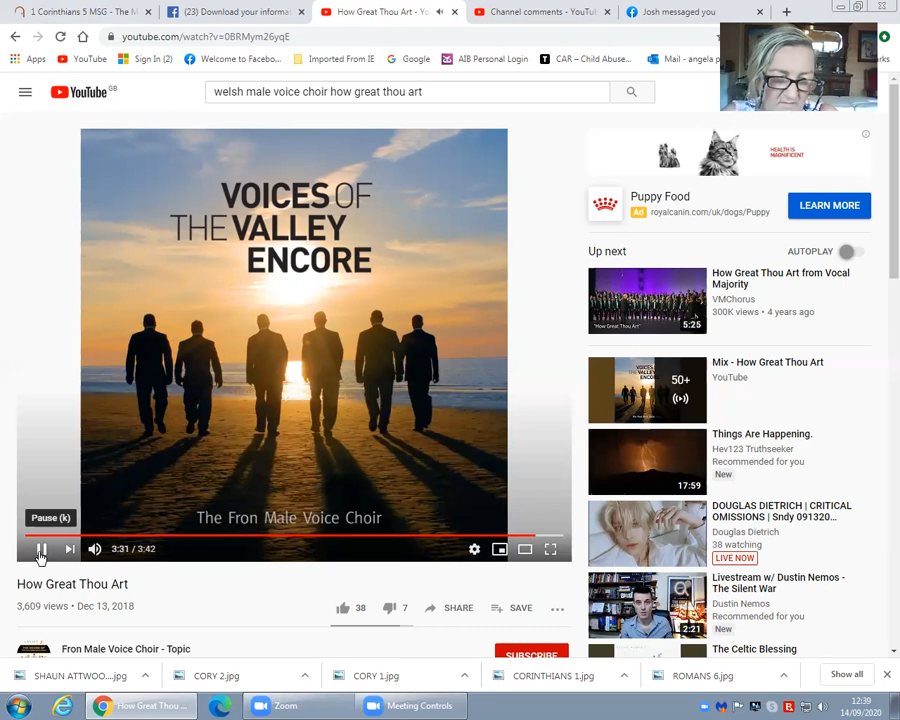 1 Corinthians 5 MSG - The
(23) Download your informa
How Great Thou Art - Yo
Channel comments - YouTu
Josh messaged you
youtube.com/watch?v=0BRMym26yqE
Apps
YouTube
Sign In (2)
Welcome to Facebo...
Imported From IE
Google
AIB Personal Login
CAR – Child Abuse...
Mail - angela p
YouTube GB
welsh male voice choir how great thou art
VOICES OF
THE VALLEY
ENCORE
The Fron Male Voice Choir
Pause (k)
3:31 / 3:42
How Great Thou Art
3,609 views • Dec 13, 2018
38
7
SHARE
SAVE
Fron Male Voice Choir - Topic
SUBSCRIBE
HEALTH IS
MAGNIFICENT
Puppy Food
Ad royalcanin.com/uk/dogs/Puppy
LEARN MORE
Up next
AUTOPLAY
"How Great Thou Art"
5:25
How Great Thou Art from Vocal
Majority
VMChorus
300K views • 4 years ago
VOICES OF
THE VALLEY
ENCORE
50+
Mix - How Great Thou Art
YouTube
17:59
Things Are Happening.
Hev123 Truthseeker
Recommended for you
New
DOUGLAS DIETRICH | CRITICAL
OMISSIONS | Sndy 091320...
Douglas Dietrich
38 watching
LIVE NOW
2:21
Livestream w/ Dustin Nemos -
The Silent War
Dustin Nemos
Recommended for you
New
The Celtic Blessing
SHAUN ATTWOO....jpg
CORY 2.jpg
CORY 1.jpg
CORINTHIANS 1.jpg
ROMANS 6.jpg
Show all
How Great Thou ...
Zoom
Meeting Controls
12:39
14/09/2020